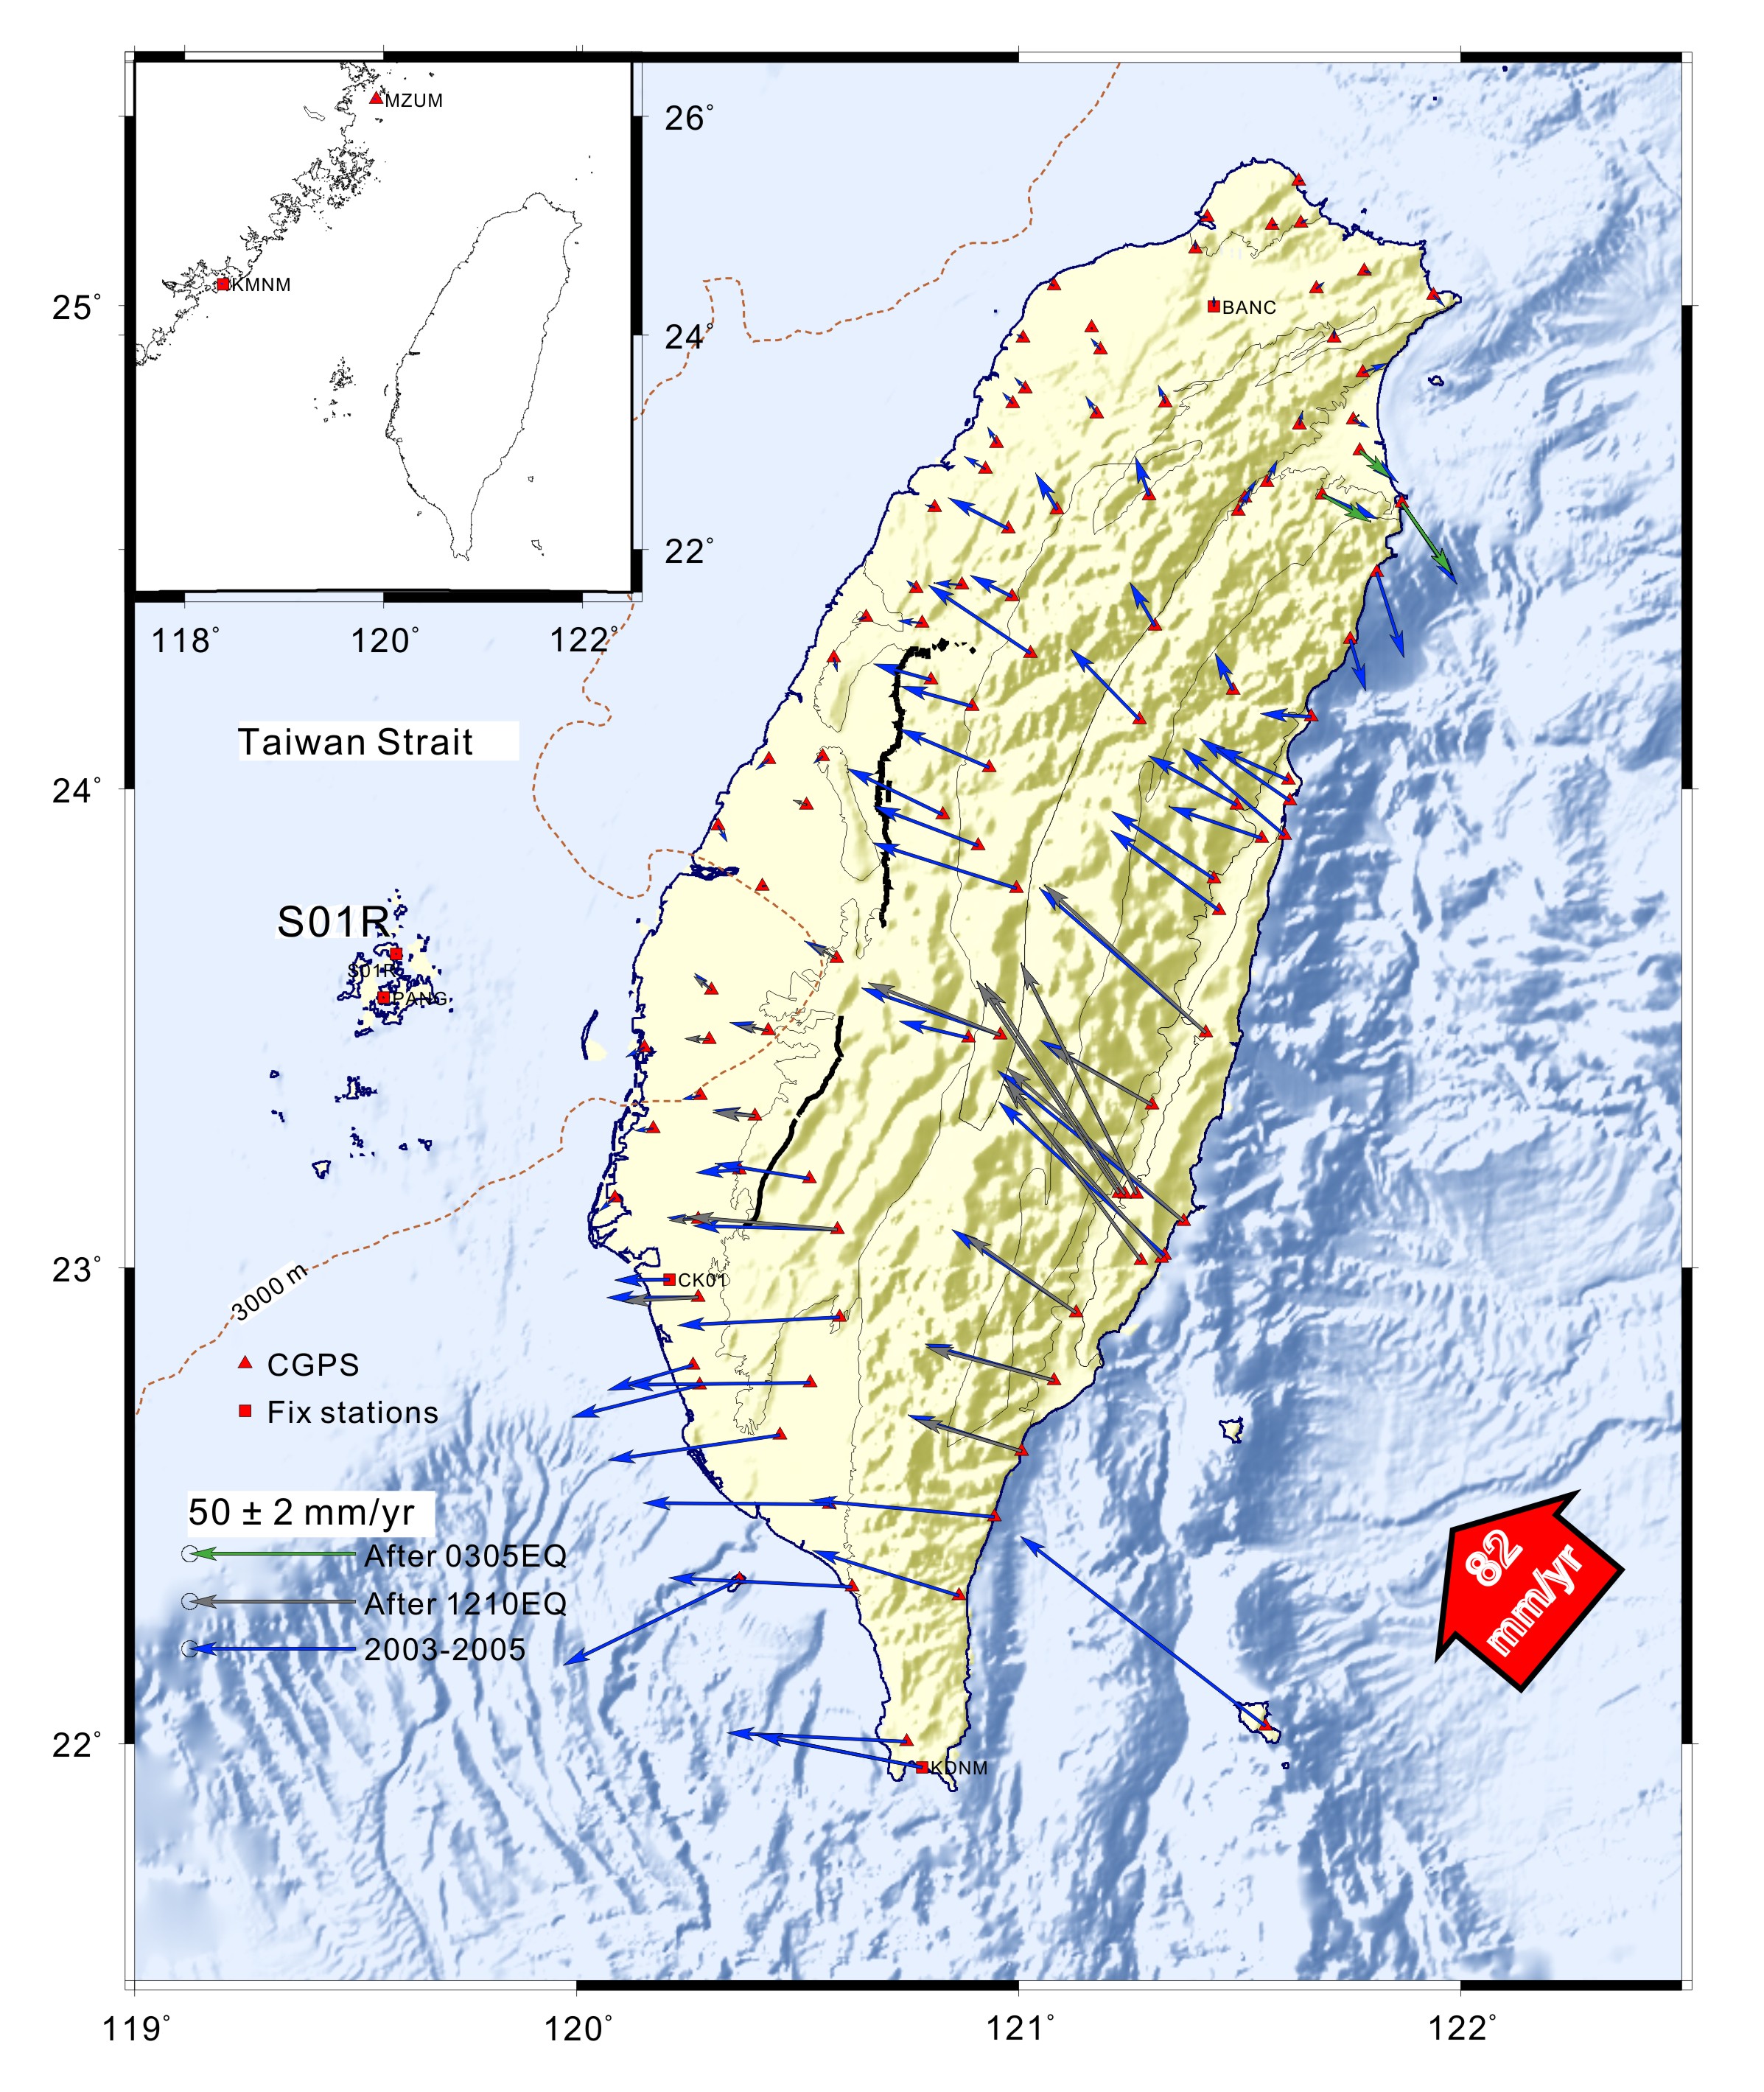 MZUM
KMNM
26°
24°
22°
118°
120°
122°
25°
24°
23°
22°
BANC
Taiwan Strait
S01R
S01R
PANG
3000 m
CK01
CGPS
Fix stations
50 ± 2 mm/yr
After 0305EQ
After 1210EQ
2003-2005
82
mm/yr
KDNM
119°
120°
121°
122°